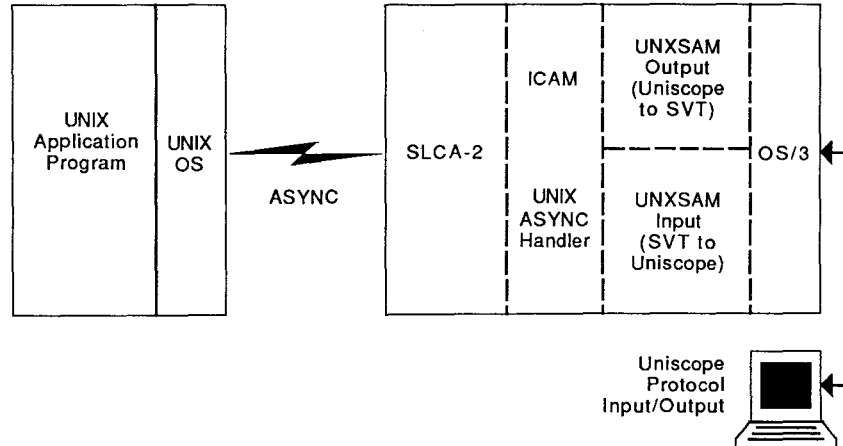 UNIX
Application
Program
UNIX
OS
ASYNC
SLCA-2
ICAM
UNIX
ASYNC
Handler
UNXSAM
Output
(Uniscope
to SVT)
UNXSAM
Input
(SVT to
Uniscope)
OS/3
Uniscope
Protocol
Input/Output